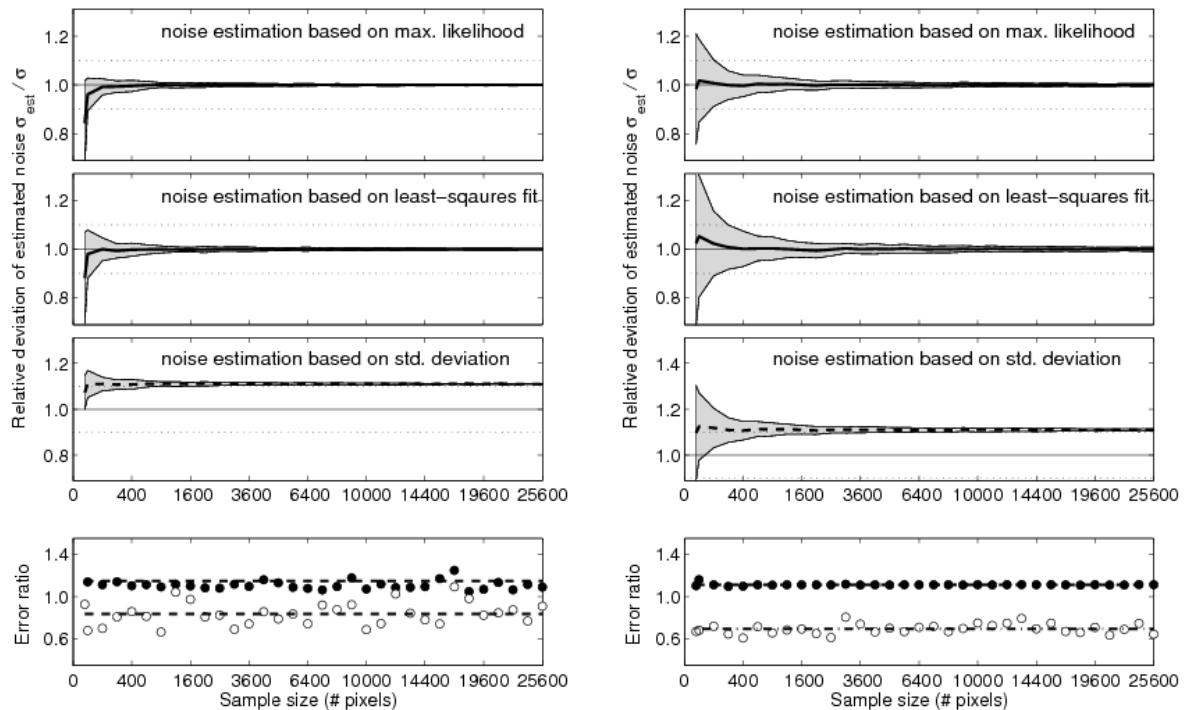 Relative deviation of estimated noise σest / σ
noise estimation based on max. likelihood
1.2
1.0
0.8
noise estimation based on least-sqaures fit
1.2
1.0
0.8
noise estimation based on std. deviation
1.2
1.0
0.8
0 400 1600 3600 6400 10000 14400 19600 25600
Error ratio
1.4
1.0
0.6
0 400 1600 3600 6400 10000 14400 19600 25600
Sample size (# pixels)
Relative deviation of estimated noise σest / σ
noise estimation based on max. likelihood
1.2
1.0
0.8
noise estimation based on least-squares fit
1.2
1.0
0.8
noise estimation based on std. deviation
1.4
1.2
1.0
0 400 1600 3600 6400 10000 14400 19600 25600
Error ratio
1.4
1.0
0.6
0 400 1600 3600 6400 10000 14400 19600 25600
Sample size (# pixels)